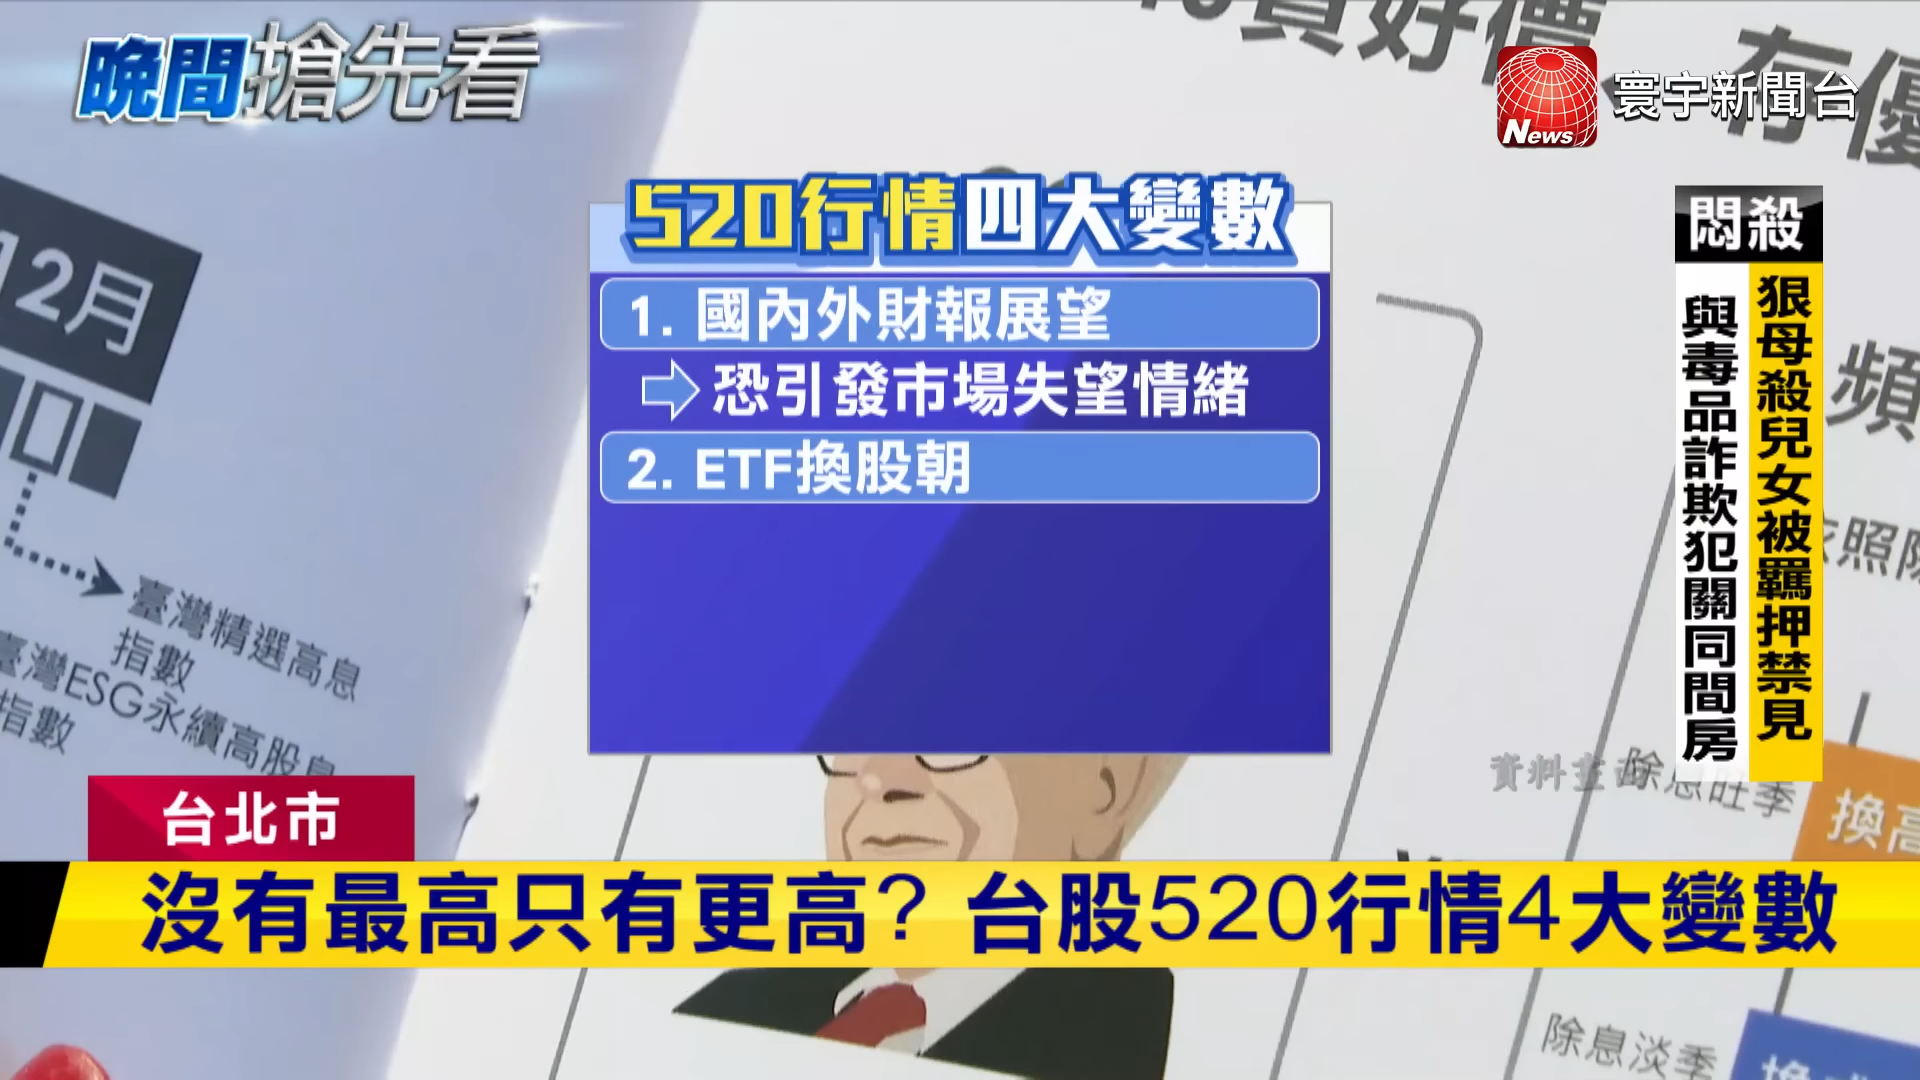 晚間搶先看
News
寰宇新聞台
520行情四大變數
1. 國內外財報展望
恐引發市場失望情緒
2. ETF換股朝
悶殺
狠母殺兒女被羈押禁見
與毒品詐欺犯關同間房
12月
臺灣精選高息
指數
臺灣ESG永續高股息
指數
頻
除息旺季
換高
台北市
沒有最高只有更高? 台股520行情4大變數
除息淡季